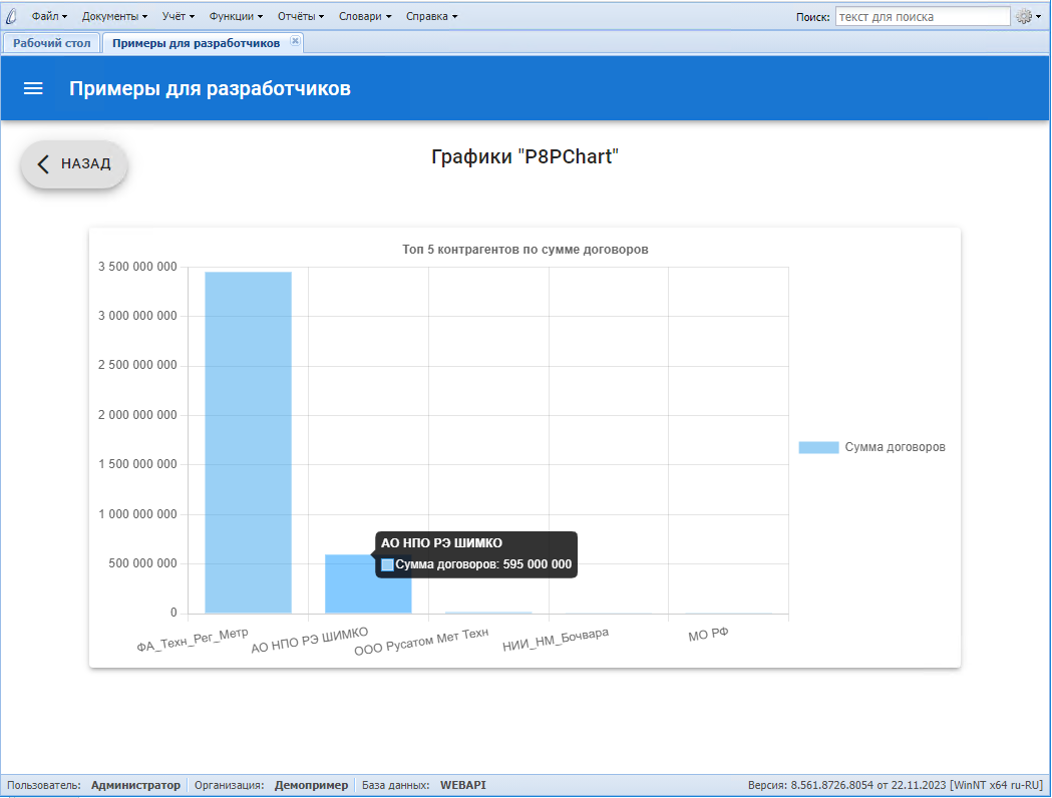 Файл Документы Учёт Функции Отчёты Словари Справка Поиск: текст для поиска
Рабочий стол Примеры для разработчиков
Примеры для разработчиков
НАЗАД
Графики "P8PChart"
Топ 5 контрагентов по сумме договоров
3 500 000 000
3 000 000 000
2 500 000 000
2 000 000 000
1 500 000 000
1 000 000 000
500 000 000
0
Сумма договоров
АО НПО РЭ ШИМКО
Сумма договоров: 595 000 000
ФА_Техн_Рег_Метр АО НПО РЭ ШИМКО ООО Русатом Мет Техн НИИ_НМ_Бочвара МО РФ
Пользователь: Администратор Организация: Демопример База данных: WEBAPI Версия: 8.561.8726.8054 от 22.11.2023 [WinNT x64 ru-RU]